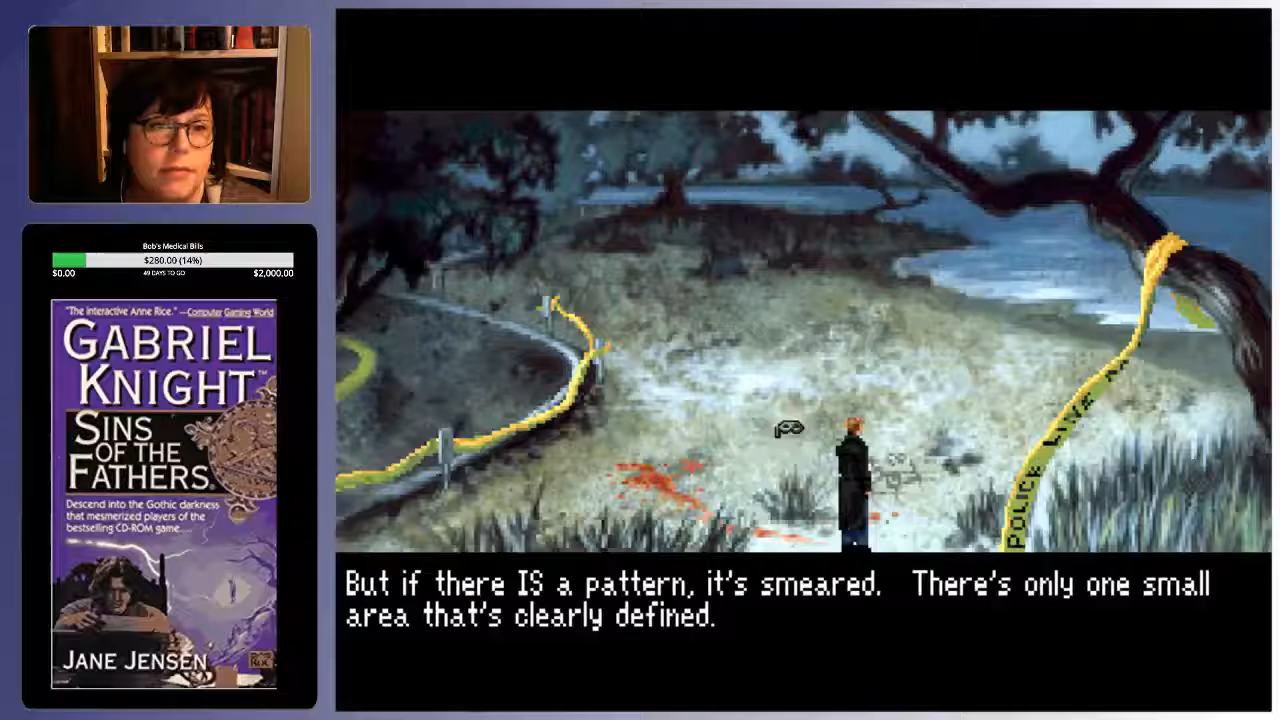 Bob's Medical Bills
$280.00 (14%)
$0.00
49 DAYS TO GO
$2,000.00
"The interactive Anne Rice." —Computer Gaming World
GABRIEL
KNIGHT™
SINS
OF THE
FATHERS
Descend into the Gothic darkness
that mesmerized players of the
bestselling CD-ROM game....
JANE JENSEN
ROC
POLICE LINE
But if there IS a pattern, it's smeared. There's only one small
area that's clearly defined.